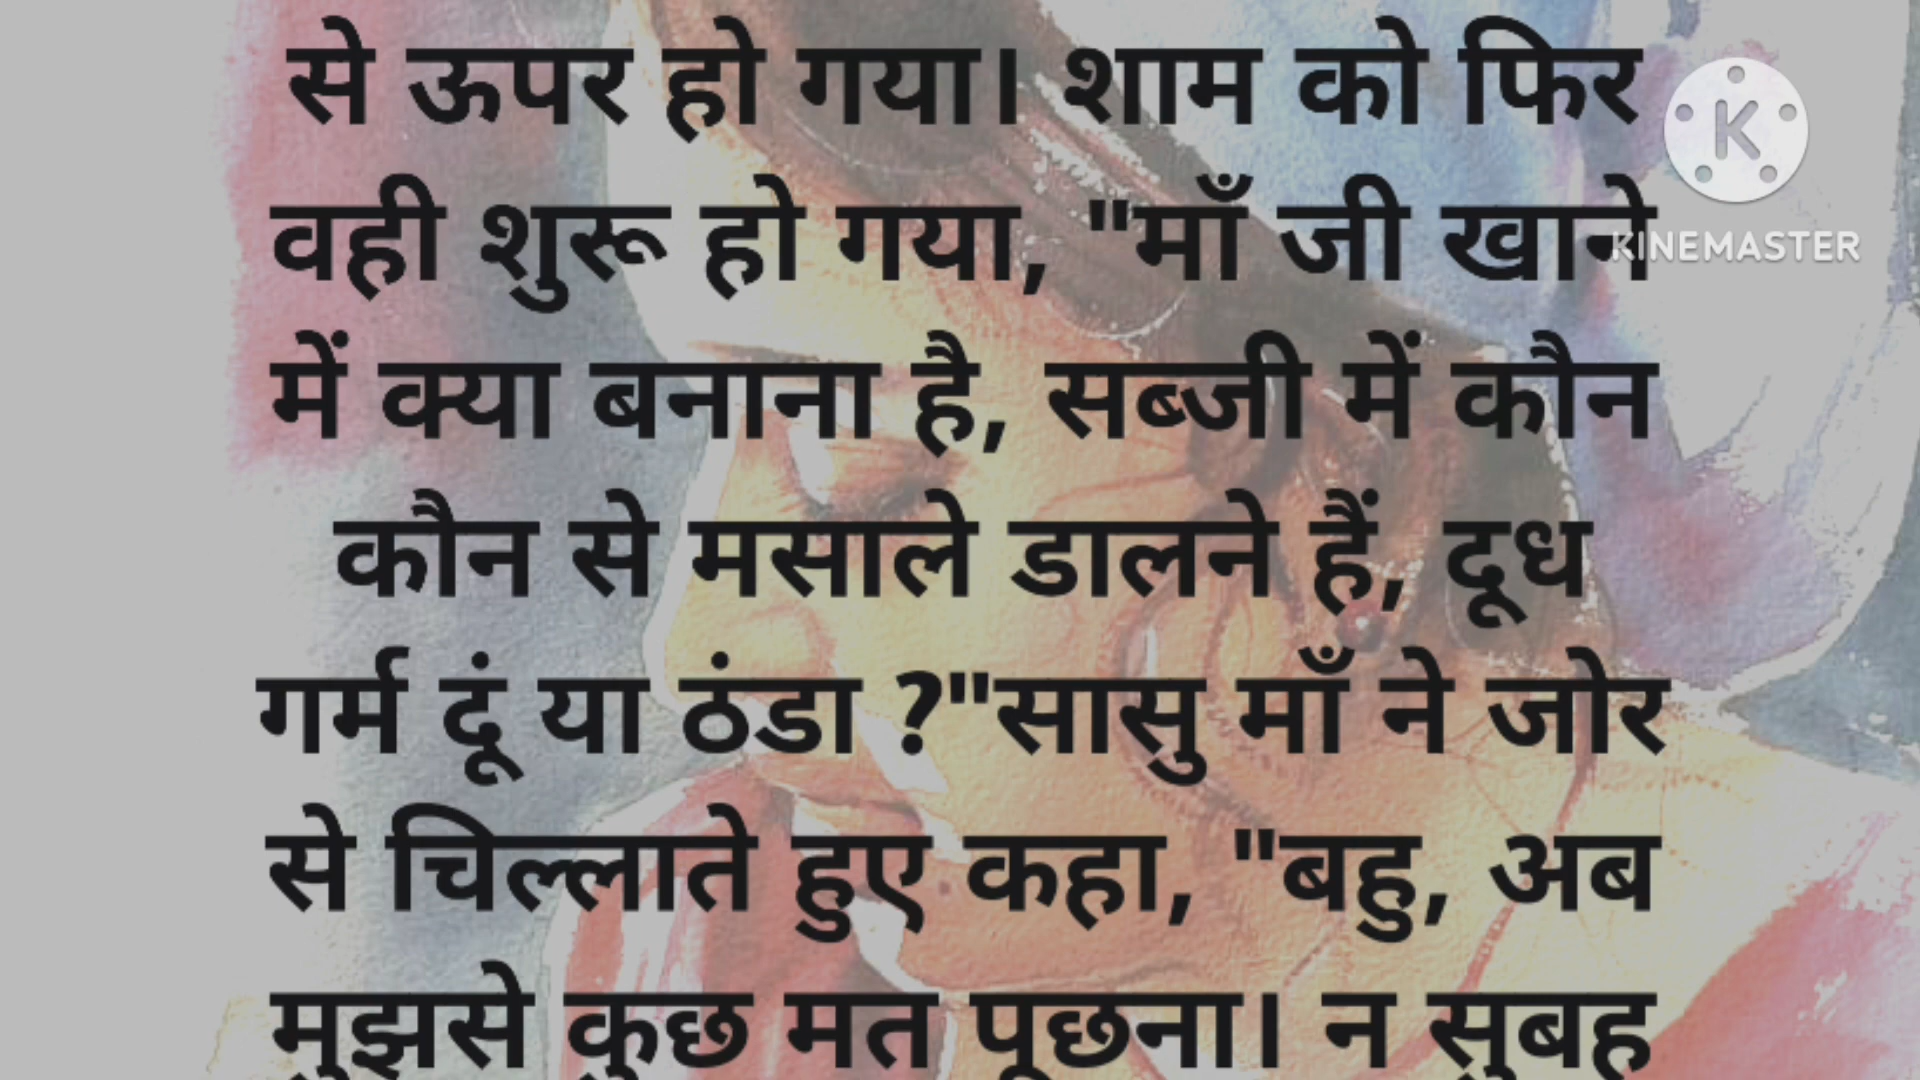 से ऊपर हो गया। शाम को फिर
वही शुरू हो गया, "माँ जी खाने
में क्या बनाना है, सब्जी में कौन
कौन से मसाले डालने हैं, दूध
गर्म दूं या ठंडा ?"सासु माँ ने जोर
से चिल्लाते हुए कहा, "बहु, अब
मुझसे कुछ मत पूछना। न सुबह
K
KINEMASTER